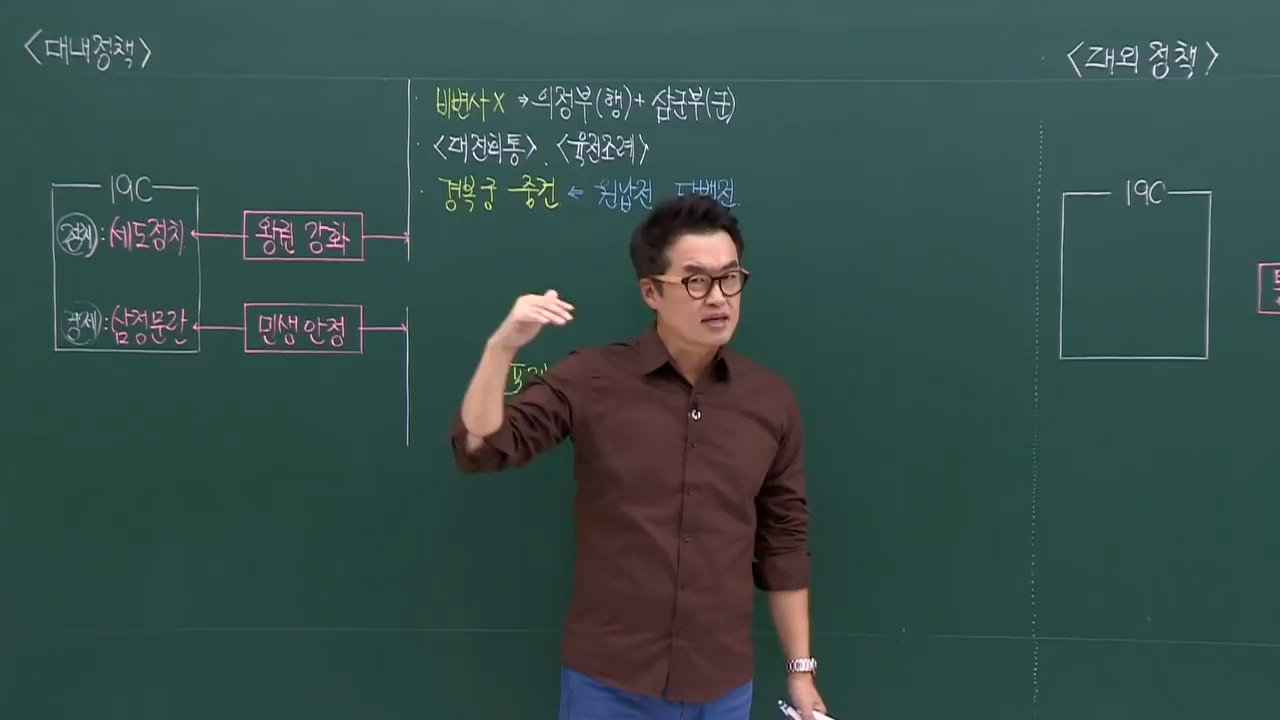 <대내정책>
<대외정책>
비변사 X → 의정부(행) + 삼군부(군)
<대전회통>, <육전조례>
경복궁 중건 ← 원납전 당백전
19C
정치 : 세도정치
왕권 강화
경제 : 삼정문란
민생안정
19C